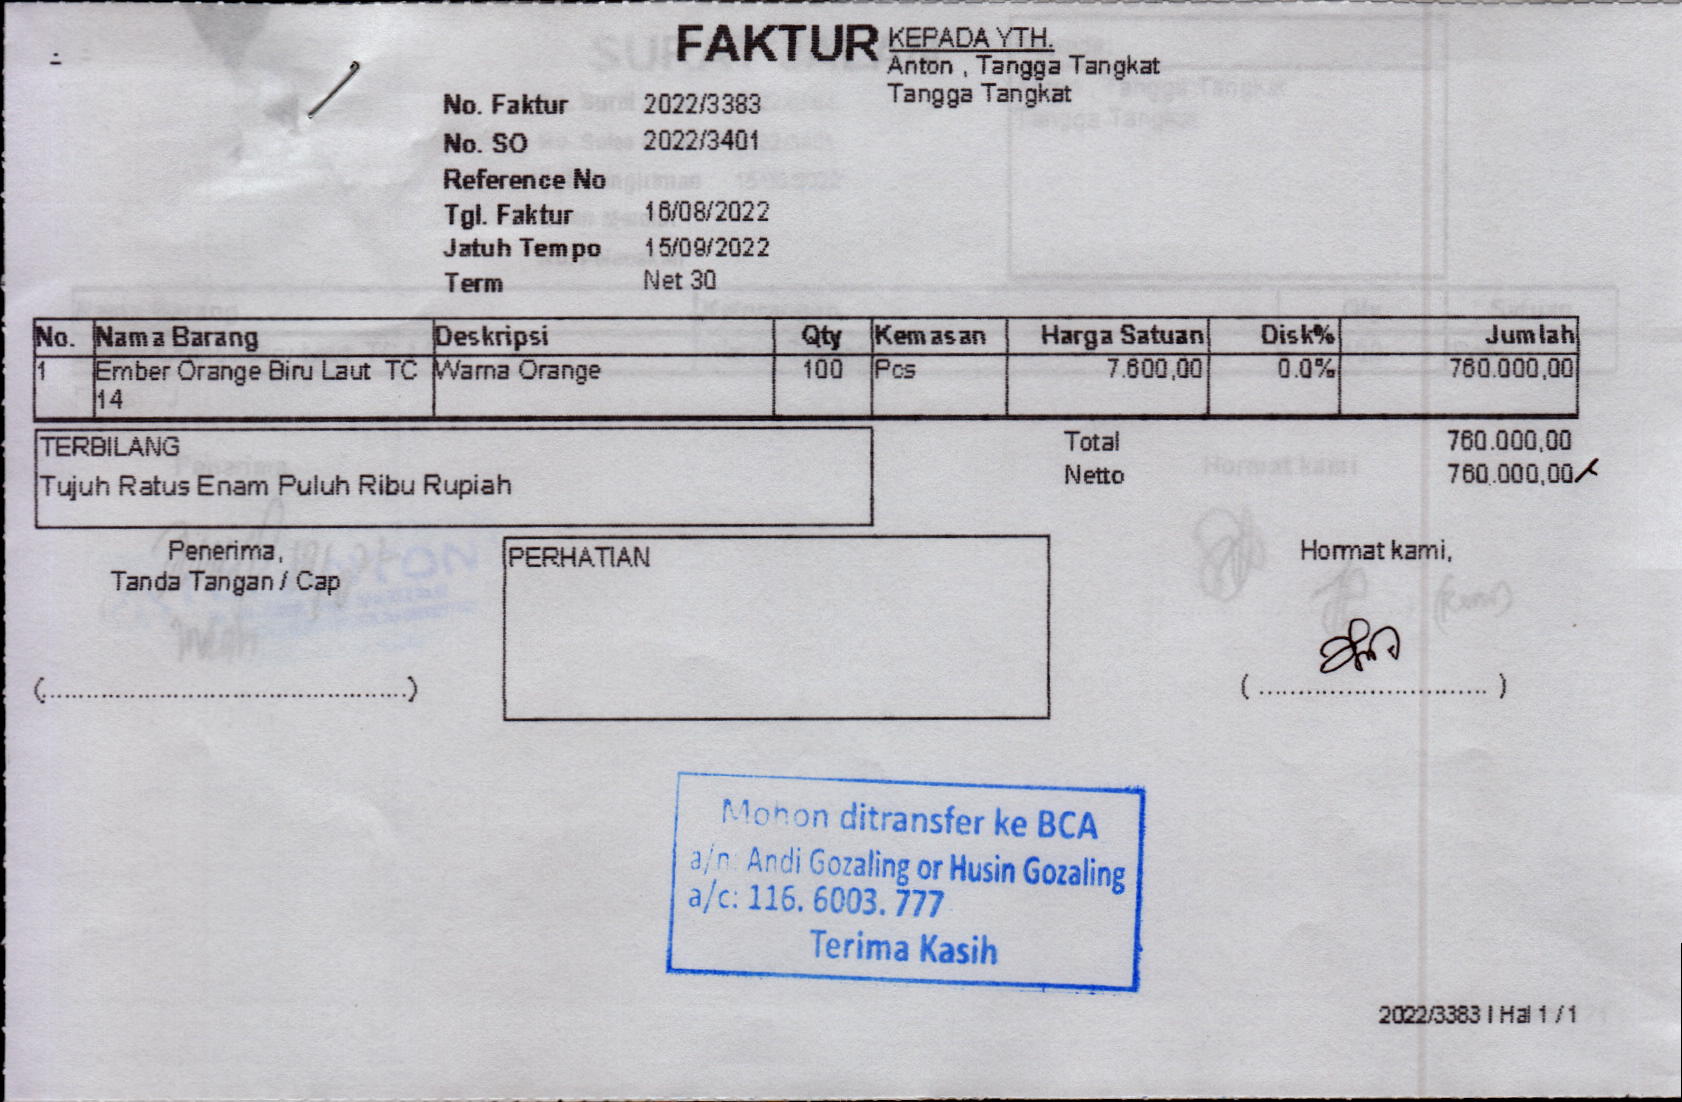 FAKTUR
KEPADA YTH.
Anton , Tangga Tangkat
Tangga Tangkat
No. Faktur 2022/3383
No. SO 2022/3401
Reference No
Tgl. Faktur 16/08/2022
Jatuh Tempo 15/09/2022
Term Net 30
No. Nama Barang Deskripsi Qty Kemasan Harga Satuan Disk% Jumlah
1 Ember Orange Biru Laut TC Warna Orange 100 Pcs 7.600,00 0.0% 760.000,00
14
TERBILANG
Tujuh Ratus Enam Puluh Ribu Rupiah
Total 760.000,00
Netto 760.000,00
Penerima,
Tanda Tangan / Cap
(................................................)
PERHATIAN
Hormat kami,
( .............................. )
Mohon ditransfer ke BCA
a/n: Andi Gozaling or Husin Gozaling
a/c: 116. 6003. 777
Terima Kasih
2022/3383 | Hal 1 / 1